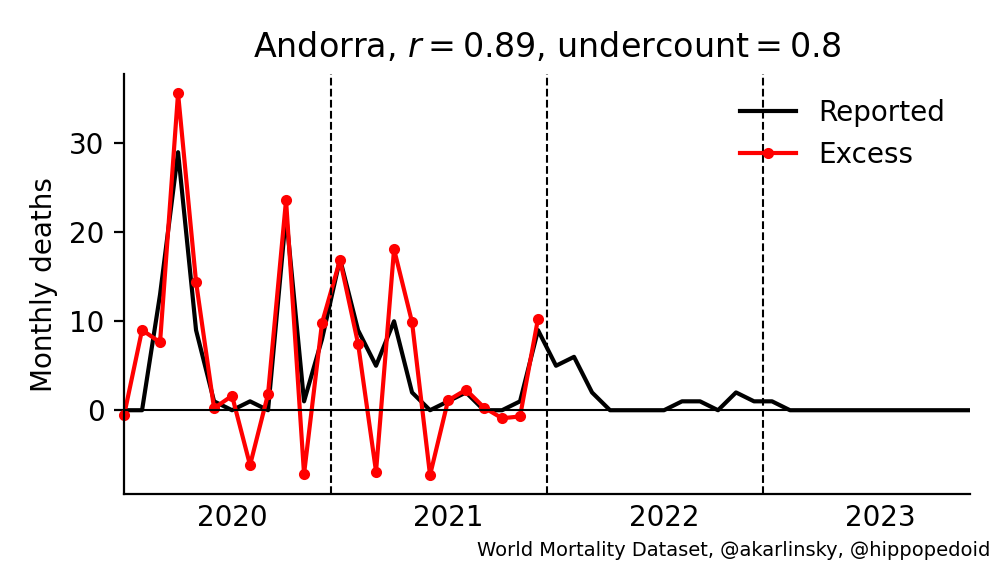 Andorra, r = 0.89, undercount = 0.8
Reported
Excess
Monthly deaths
30
20
10
0
2020
2021
2022
2023
World Mortality Dataset, @akarlinsky, @hippopedoid